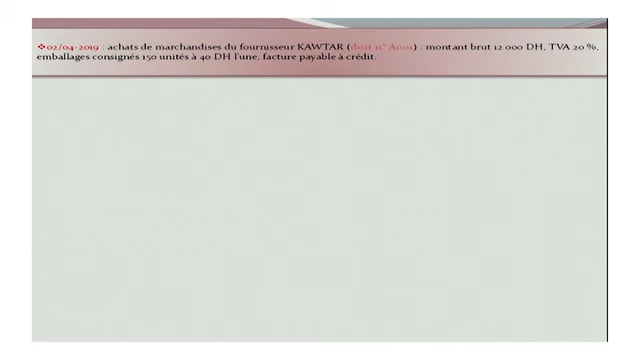 ❖02/04-2019 : achats de marchandises du fournisseur KAWTAR (doit n° A001) : montant brut 12 000 DH, TVA 20 %,
emballages consignés 150 unités à 40 DH l'une, facture payable à crédit.